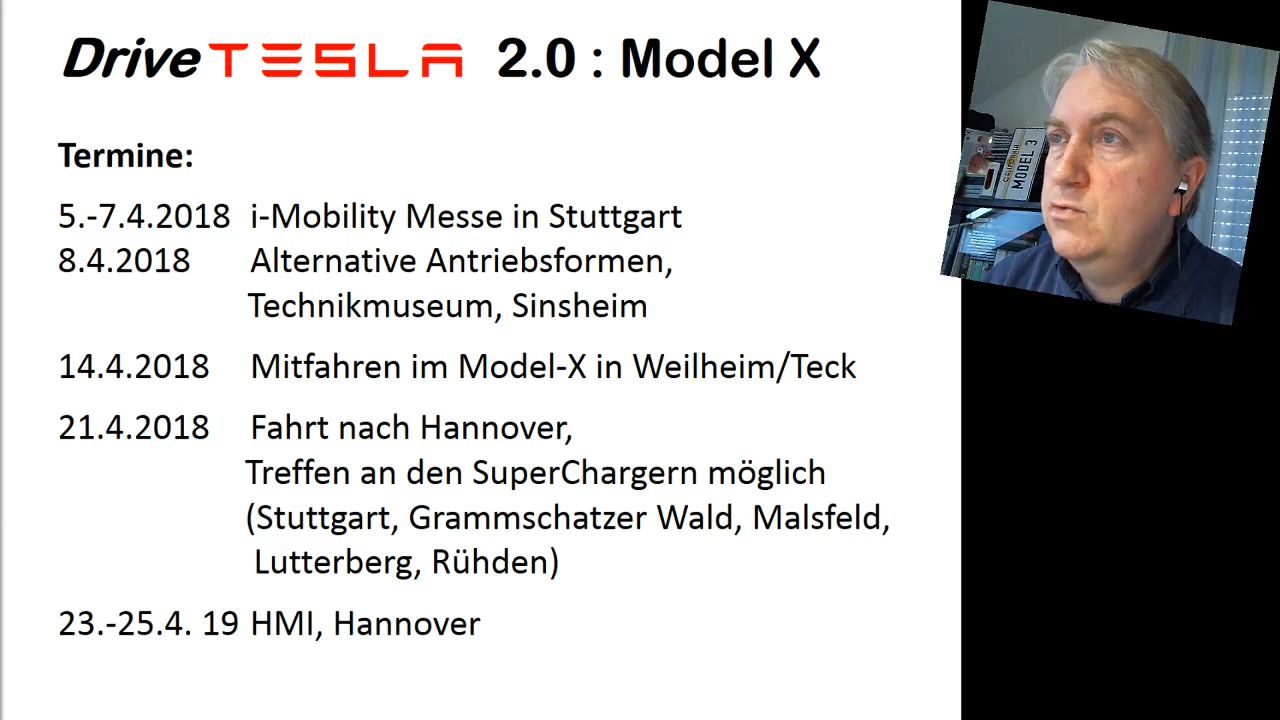 Drive TESLA 2.0 : Model X
Termine:
5.-7.4.2018 i-Mobility Messe in Stuttgart
8.4.2018 Alternative Antriebsformen,
Technikmuseum, Sinsheim
14.4.2018 Mitfahren im Model-X in Weilheim/Teck
21.4.2018 Fahrt nach Hannover,
Treffen an den SuperChargern möglich
(Stuttgart, Grammschatzer Wald, Malsfeld,
Lutterberg, Rühden)
23.-25.4. 19 HMI, Hannover
MODEL 3